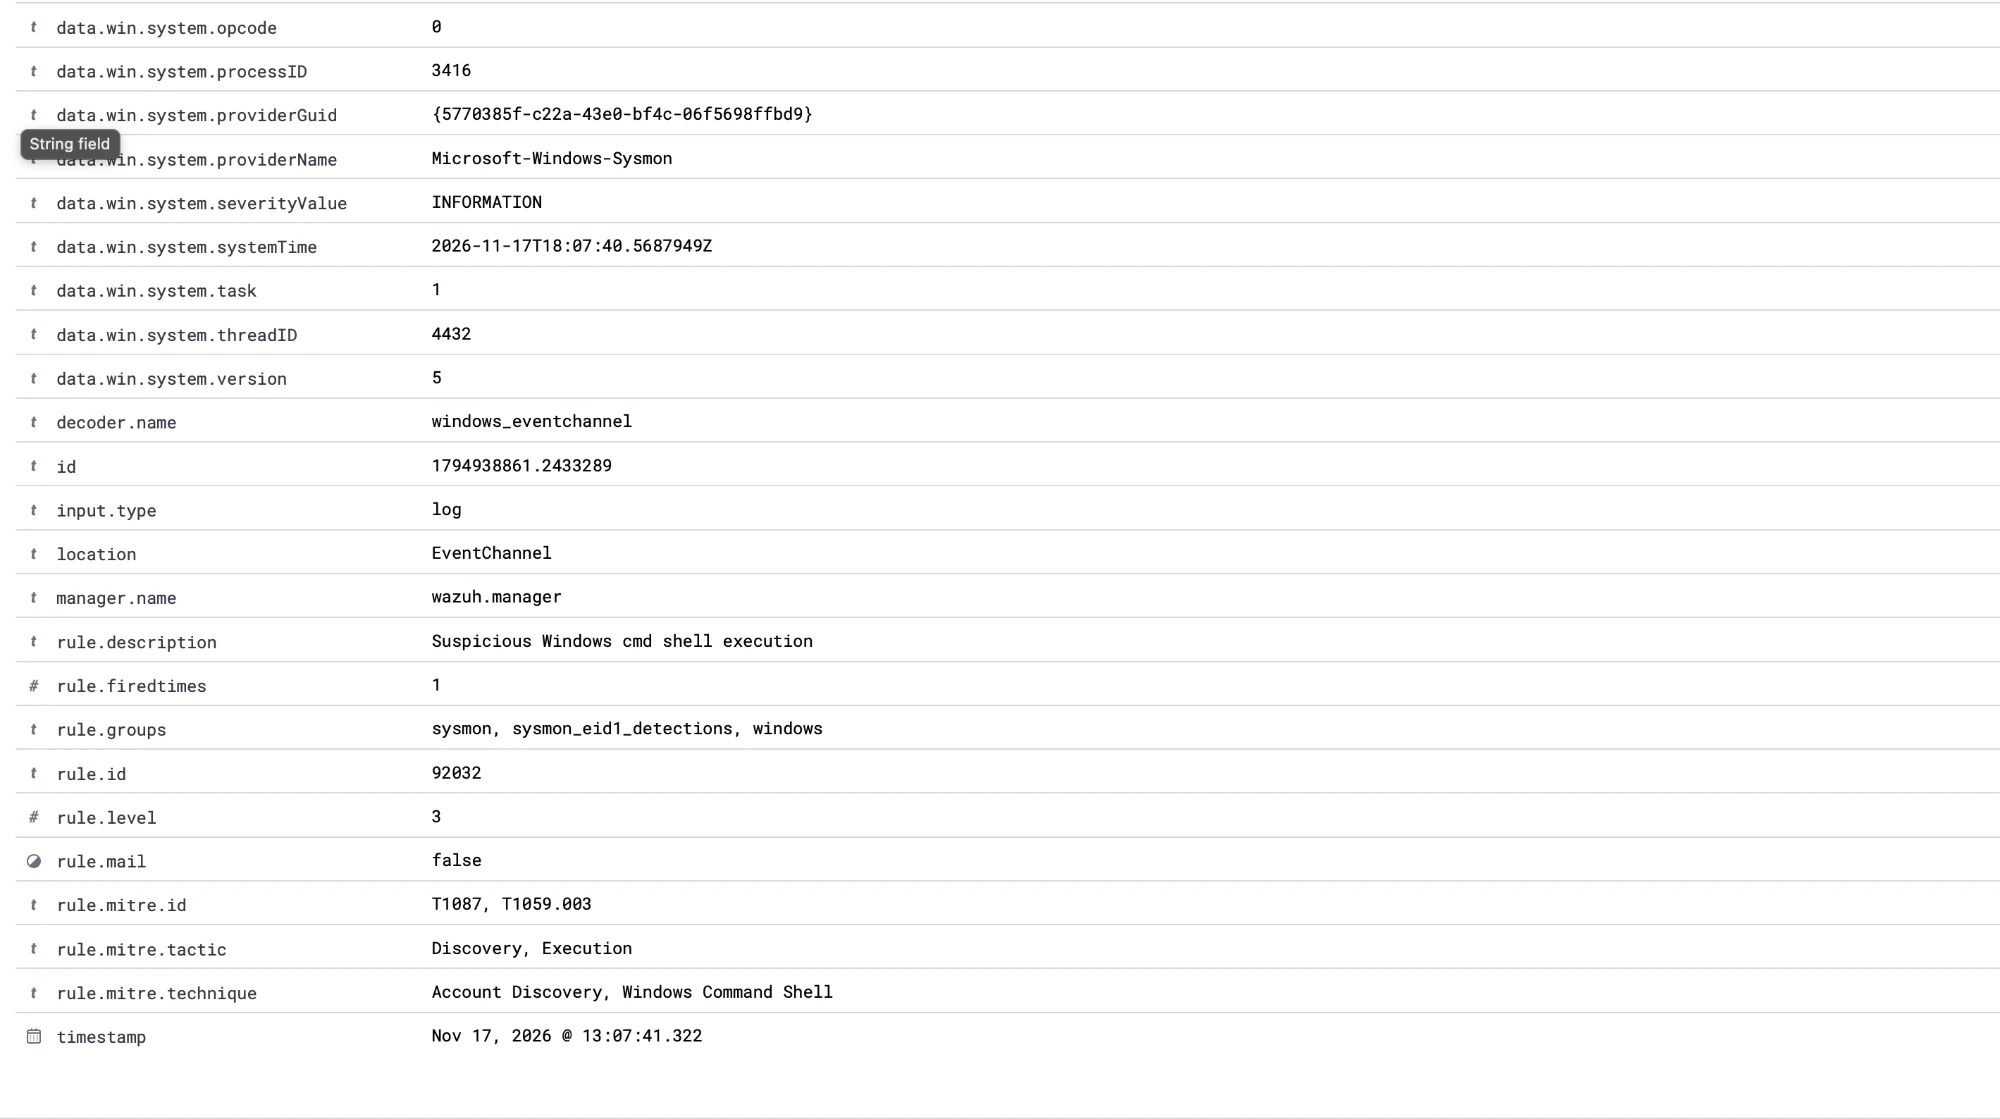 t data.win.system.opcode 0
t data.win.system.processID 3416
t data.win.system.providerGuid {5770385f-c22a-43e0-bf4c-06f5698ffbd9}
String field
data.win.system.providerName Microsoft-Windows-Sysmon
t data.win.system.severityValue INFORMATION
t data.win.system.systemTime 2026-11-17T18:07:40.5687949Z
t data.win.system.task 1
t data.win.system.threadID 4432
t data.win.system.version 5
t decoder.name windows_eventchannel
t id 1794938861.2433289
t input.type log
t location EventChannel
t manager.name wazuh.manager
t rule.description Suspicious Windows cmd shell execution
# rule.firedtimes 1
t rule.groups sysmon, sysmon_eid1_detections, windows
t rule.id 92032
# rule.level 3
rule.mail false
t rule.mitre.id T1087, T1059.003
t rule.mitre.tactic Discovery, Execution
t rule.mitre.technique Account Discovery, Windows Command Shell
timestamp Nov 17, 2026 @ 13:07:41.322